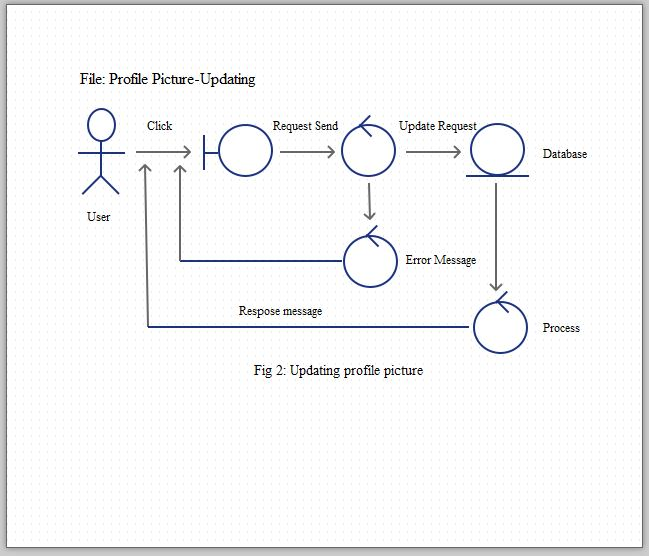 File: Profile Picture-Updating
Click
Request Send
Update Request
Database
User
Error Message
Respose message
Process
Fig 2: Updating profile picture